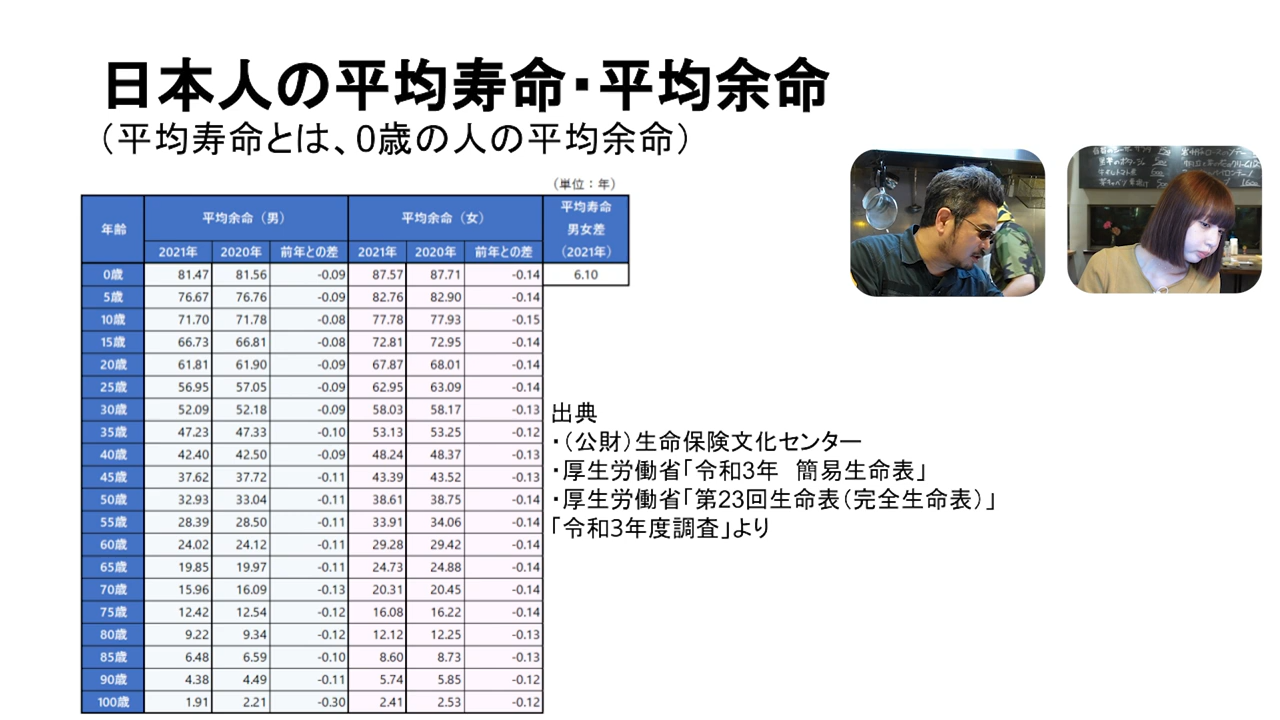 日本人の平均寿命・平均余命
（平均寿命とは、0歳の人の平均余命）
（単位：年）
年齢 平均余命（男） 平均余命（女） 平均寿命 男女差 （2021年）
2021年 2020年 前年との差 2021年 2020年 前年との差
0歳 81.47 81.56 -0.09 87.57 87.71 -0.14 6.10
5歳 76.67 76.76 -0.09 82.76 82.90 -0.14
10歳 71.70 71.78 -0.08 77.78 77.93 -0.15
15歳 66.73 66.81 -0.08 72.81 72.95 -0.14
20歳 61.81 61.90 -0.09 67.87 68.01 -0.14
25歳 56.95 57.05 -0.09 62.95 63.09 -0.14
30歳 52.09 52.18 -0.09 58.03 58.17 -0.13
35歳 47.23 47.33 -0.10 53.13 53.25 -0.12
40歳 42.40 42.50 -0.09 48.24 48.37 -0.13
45歳 37.62 37.72 -0.11 43.39 43.52 -0.13
50歳 32.93 33.04 -0.11 38.61 38.75 -0.14
55歳 28.39 28.50 -0.11 33.91 34.06 -0.14
60歳 24.02 24.12 -0.11 29.28 29.42 -0.14
65歳 19.85 19.97 -0.11 24.73 24.88 -0.14
70歳 15.96 16.09 -0.13 20.31 20.45 -0.14
75歳 12.42 12.54 -0.12 16.08 16.22 -0.14
80歳 9.22 9.34 -0.12 12.12 12.25 -0.13
85歳 6.48 6.59 -0.10 8.60 8.73 -0.13
90歳 4.38 4.49 -0.11 5.74 5.85 -0.12
100歳 1.91 2.21 -0.30 2.41 2.53 -0.12
出典
・（公財）生命保険文化センター
・厚生労働省「令和3年　簡易生命表」
・厚生労働省「第23回生命表（完全生命表）」
「令和3年度調査」より